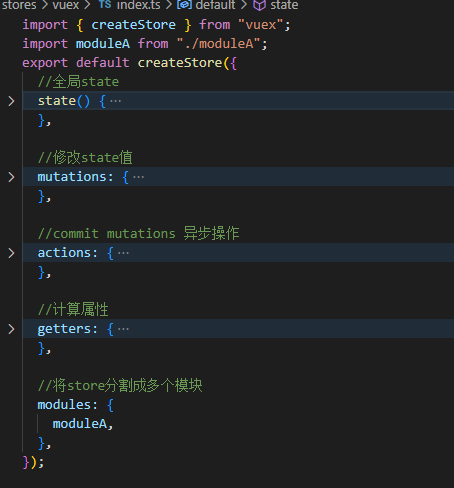 stores > vuex > index.ts > default > state
import { createStore } from "vuex";
import moduleA from "./moduleA";
export default createStore({
//全局state
state() { ···
},
//修改state值
mutations: { ···
},
//commit mutations 异步操作
actions: { ···
},
//计算属性
getters: { ···
},
//将store分割成多个模块
modules: {
moduleA,
},
});